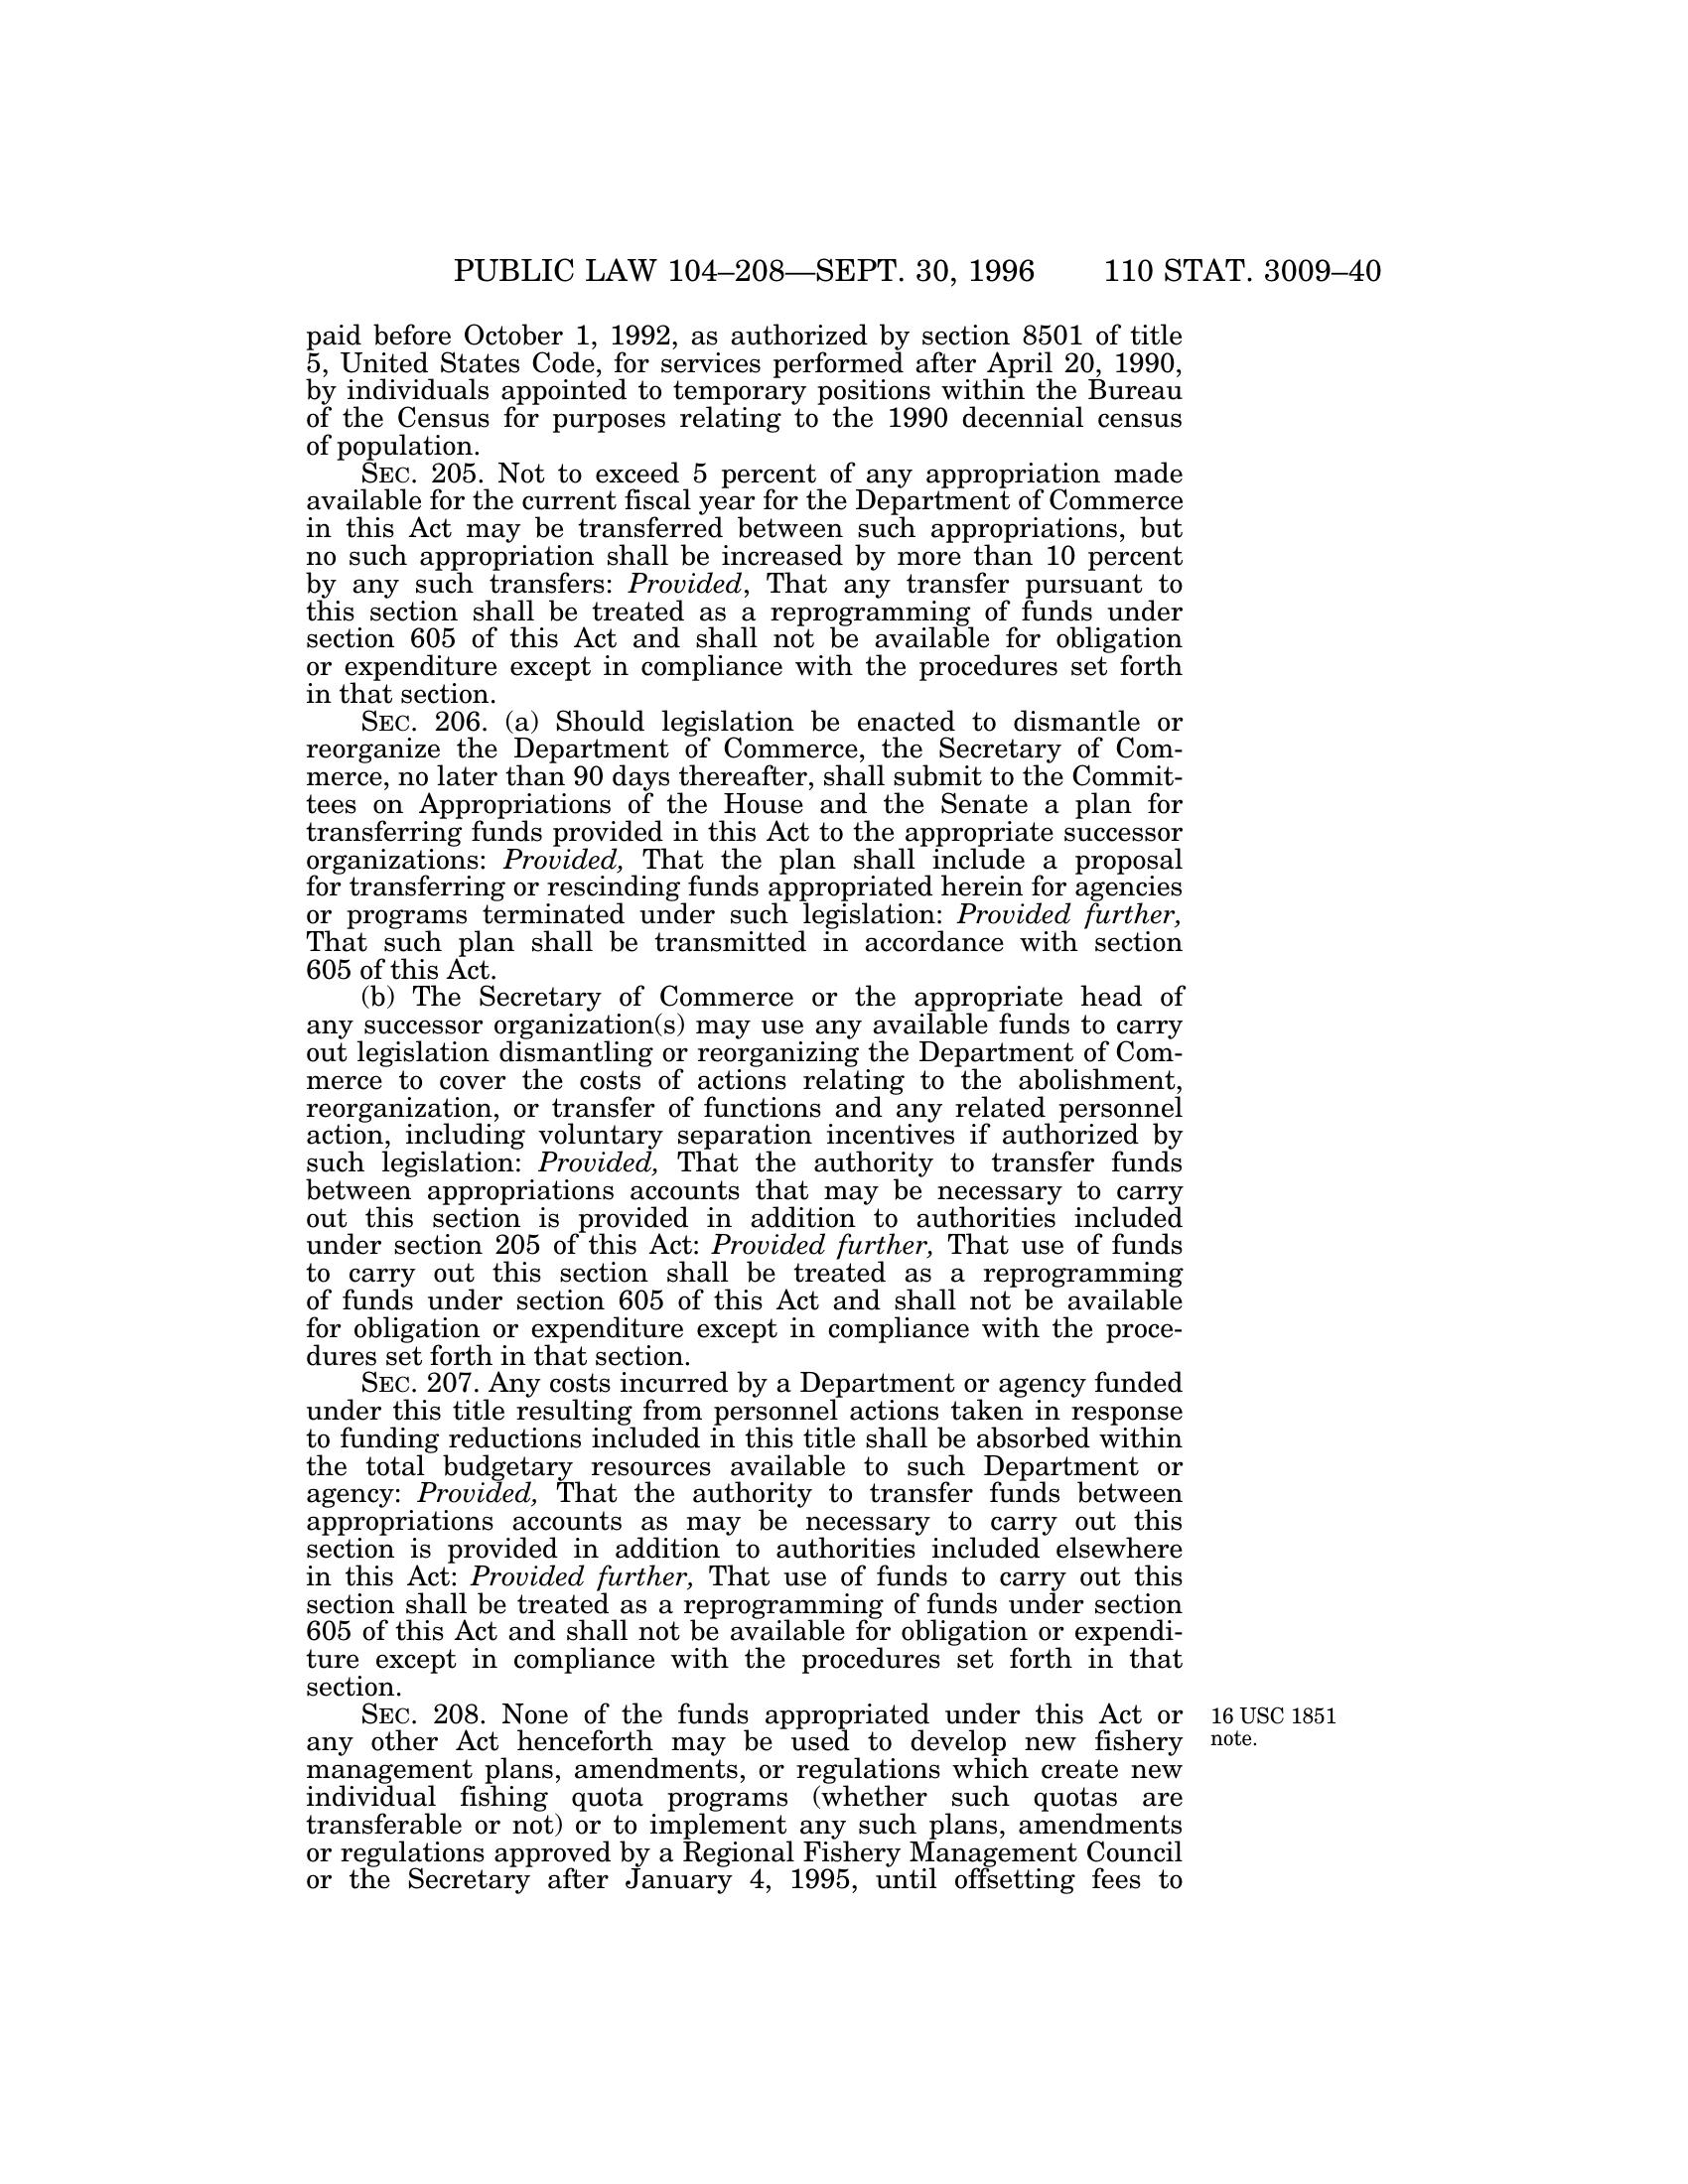 PUBLIC LAW 104–208—SEPT. 30, 1996 110 STAT. 3009–40
paid before October 1, 1992, as authorized by section 8501 of title
5, United States Code, for services performed after April 20, 1990,
by individuals appointed to temporary positions within the Bureau
of the Census for purposes relating to the 1990 decennial census
of population.
SEC. 205. Not to exceed 5 percent of any appropriation made
available for the current fiscal year for the Department of Commerce
in this Act may be transferred between such appropriations, but
no such appropriation shall be increased by more than 10 percent
by any such transfers: Provided, That any transfer pursuant to
this section shall be treated as a reprogramming of funds under
section 605 of this Act and shall not be available for obligation
or expenditure except in compliance with the procedures set forth
in that section.
SEC. 206. (a) Should legislation be enacted to dismantle or
reorganize the Department of Commerce, the Secretary of Com-
merce, no later than 90 days thereafter, shall submit to the Commit-
tees on Appropriations of the House and the Senate a plan for
transferring funds provided in this Act to the appropriate successor
organizations: Provided, That the plan shall include a proposal
for transferring or rescinding funds appropriated herein for agencies
or programs terminated under such legislation: Provided further,
That such plan shall be transmitted in accordance with section
605 of this Act.
(b) The Secretary of Commerce or the appropriate head of
any successor organization(s) may use any available funds to carry
out legislation dismantling or reorganizing the Department of Com-
merce to cover the costs of actions relating to the abolishment,
reorganization, or transfer of functions and any related personnel
action, including voluntary separation incentives if authorized by
such legislation: Provided, That the authority to transfer funds
between appropriations accounts that may be necessary to carry
out this section is provided in addition to authorities included
under section 205 of this Act: Provided further, That use of funds
to carry out this section shall be treated as a reprogramming
of funds under section 605 of this Act and shall not be available
for obligation or expenditure except in compliance with the proce-
dures set forth in that section.
SEC. 207. Any costs incurred by a Department or agency funded
under this title resulting from personnel actions taken in response
to funding reductions included in this title shall be absorbed within
the total budgetary resources available to such Department or
agency: Provided, That the authority to transfer funds between
appropriations accounts as may be necessary to carry out this
section is provided in addition to authorities included elsewhere
in this Act: Provided further, That use of funds to carry out this
section shall be treated as a reprogramming of funds under section
605 of this Act and shall not be available for obligation or expendi-
ture except in compliance with the procedures set forth in that
section.
SEC. 208. None of the funds appropriated under this Act or
any other Act henceforth may be used to develop new fishery
management plans, amendments, or regulations which create new
individual fishing quota programs (whether such quotas are
transferable or not) or to implement any such plans, amendments
or regulations approved by a Regional Fishery Management Council
or the Secretary after January 4, 1995, until offsetting fees to
16 USC 1851
note.